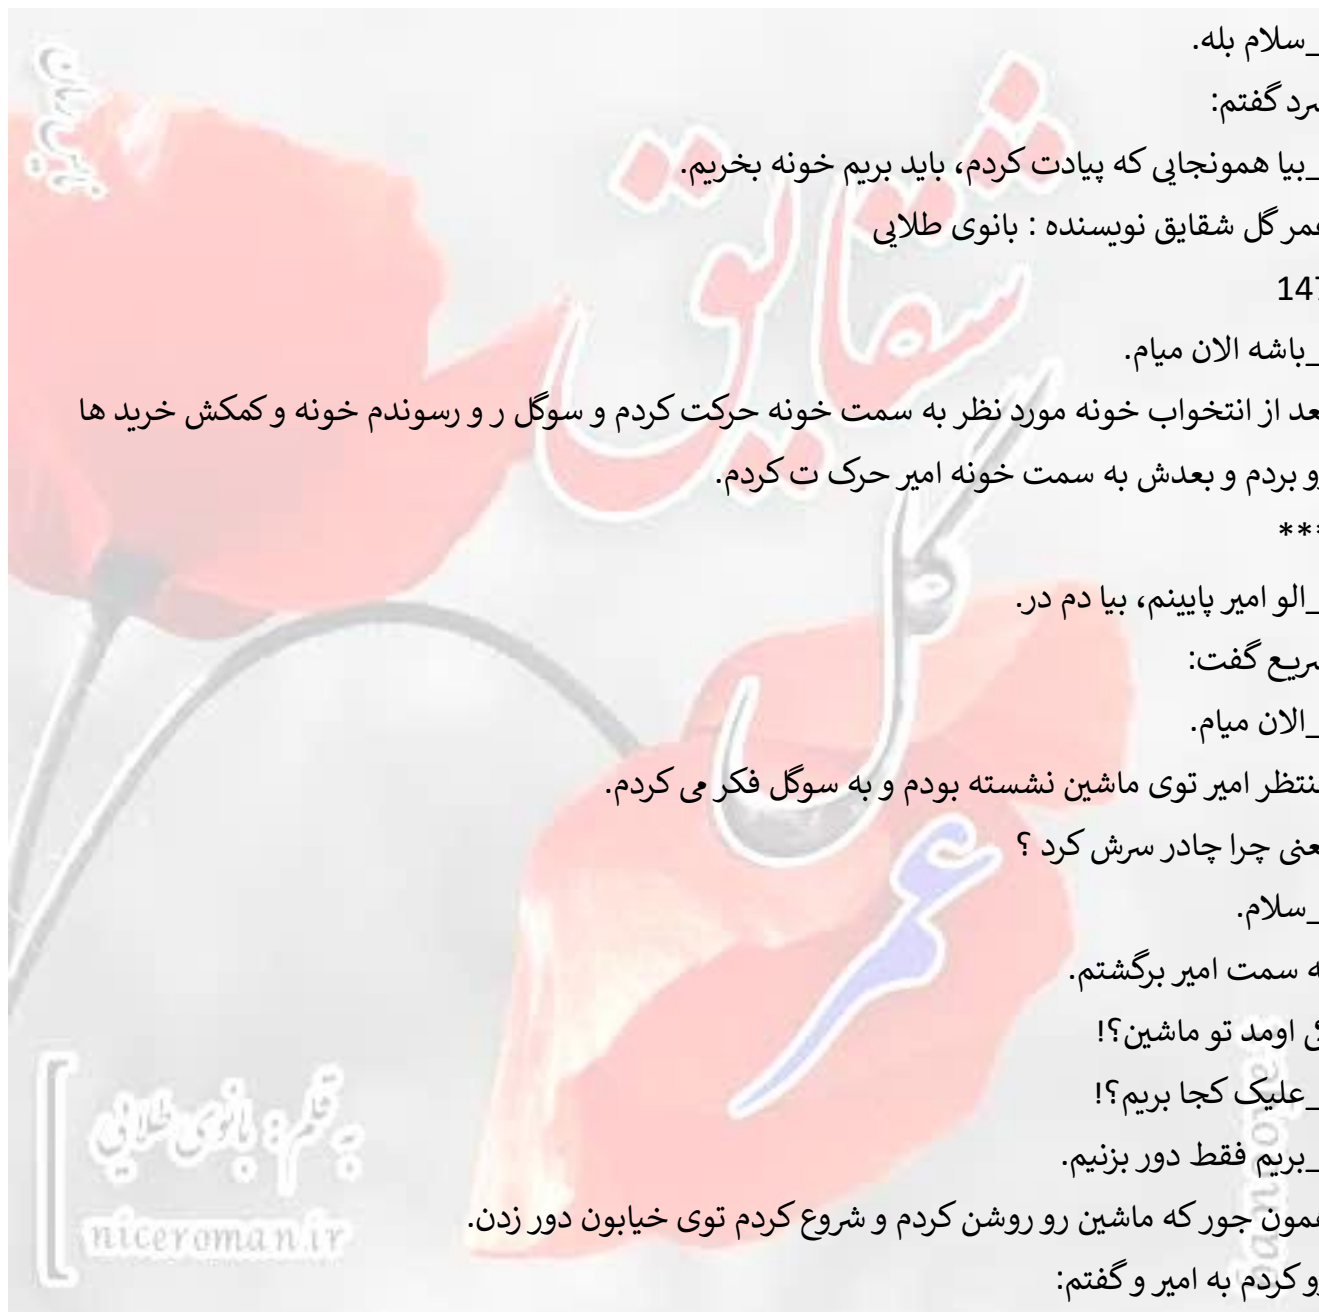 _سلام بله.
سرد گفتم:
_بیا همونجایی که پیادت کردم، باید بریم خونه بخریم.
عمر گل شقایق نویسنده : بانوی طلایی
147
_باشه الان میام.
بعد از انتخواب خونه مورد نظر به سمت خونه حرکت کردم و سوگل ر و رسوندم خونه و کمکش خرید ها
رو بردم و بعدش به سمت خونه امیر حرک ت کردم.
***
_الو امیر پایینم، بیا دم در.
سریع گفت:
_الان میام.
منتظر امیر توی ماشین نشسته بودم و به سوگل فکر می کردم.
یعنی چرا چادر سرش کرد ؟
_سلام.
به سمت امیر برگشتم.
کی اومد تو ماشین؟!
_علیک کجا بریم؟!
_بریم فقط دور بزنیم.
همون جور که ماشین رو روشن کردم و شروع کردم توی خیابون دور زدن.
رو کردم به امیر و گفتم:
شقایق
گل
عمر
به قلم : بانوی طلایی
niceroman.ir